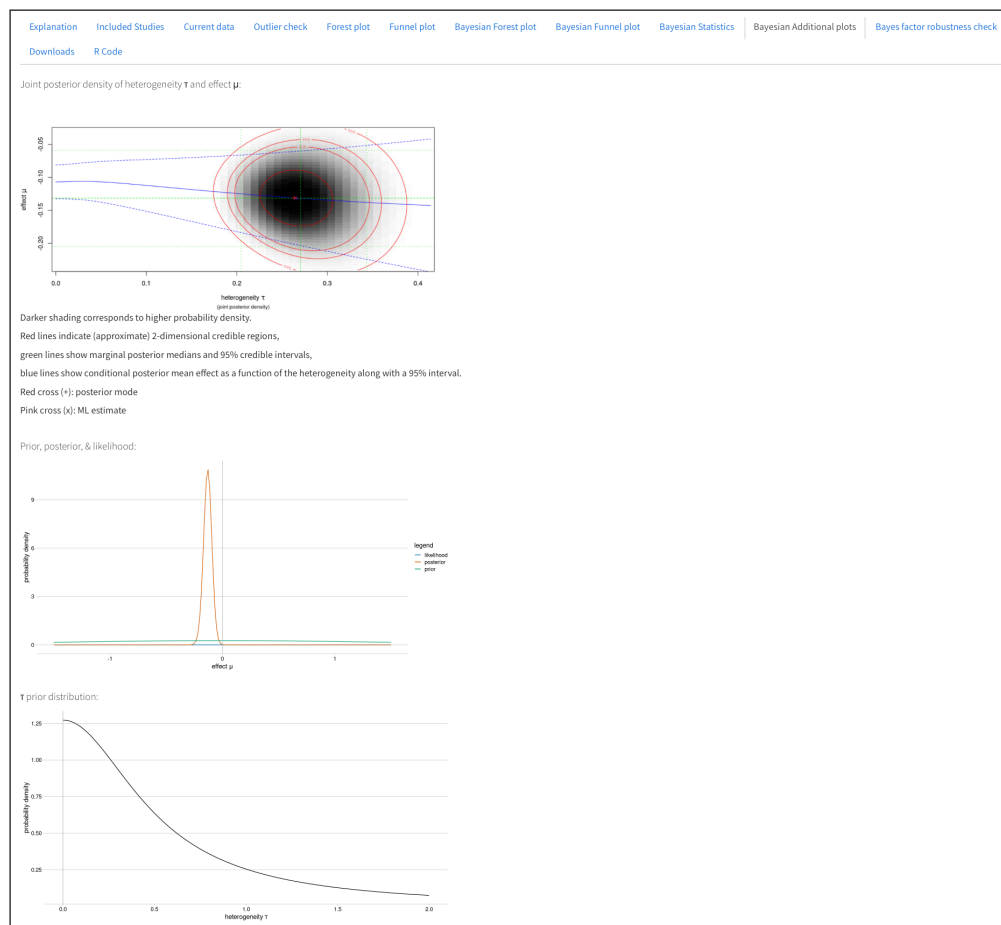 Explanation Included Studies Current data Outlier check Forest plot Funnel plot Bayesian Forest plot Bayesian Funnel plot Bayesian Statistics Bayesian Additional plots Bayes factor robustness check
Downloads R Code
Joint posterior density of heterogeneity τ and effect μ:
-0.05
-0.10
-0.15
-0.20
effect μ
0.0 0.1 0.2 0.3 0.4
heterogeneity τ
(joint posterior density)
Darker shading corresponds to higher probability density.
Red lines indicate (approximate) 2-dimensional credible regions,
green lines show marginal posterior medians and 95% credible intervals,
blue lines show conditional posterior mean effect as a function of the heterogeneity along with a 95% interval.
Red cross (+): posterior mode
Pink cross (x): ML estimate
Prior, posterior, & likelihood:
9
6
3
0
probability density
-1 0 1
effect μ
legend
likelihood
posterior
prior
τ prior distribution:
1.25
1.00
0.75
0.50
0.25
probability density
0.0 0.5 1.0 1.5 2.0
heterogeneity τ